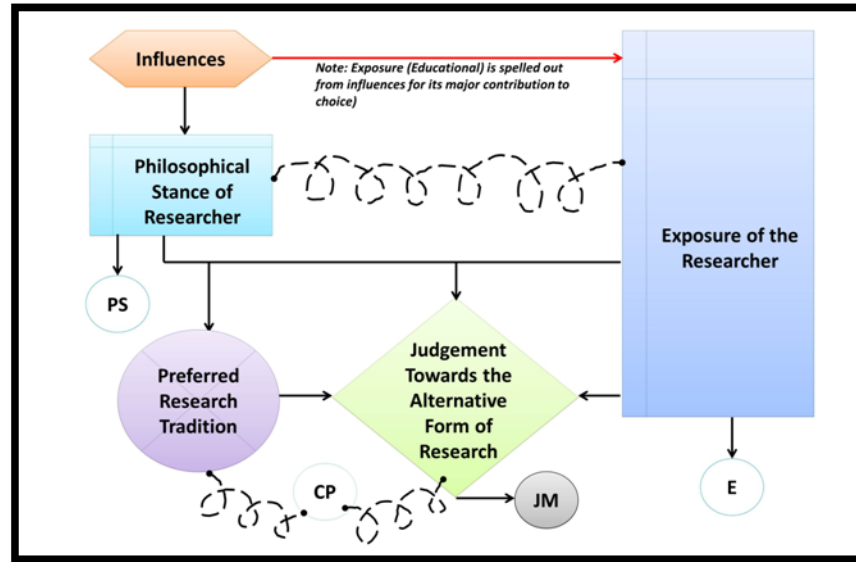 Influences
Note: Exposure (Educational) is spelled out
from influences for its major contribution to
choice)
Philosophical
Stance of
Researcher
Exposure of the
Researcher
PS
Preferred
Research
Tradition
Judgement
Towards the
Alternative
Form of
Research
CP
JM
E